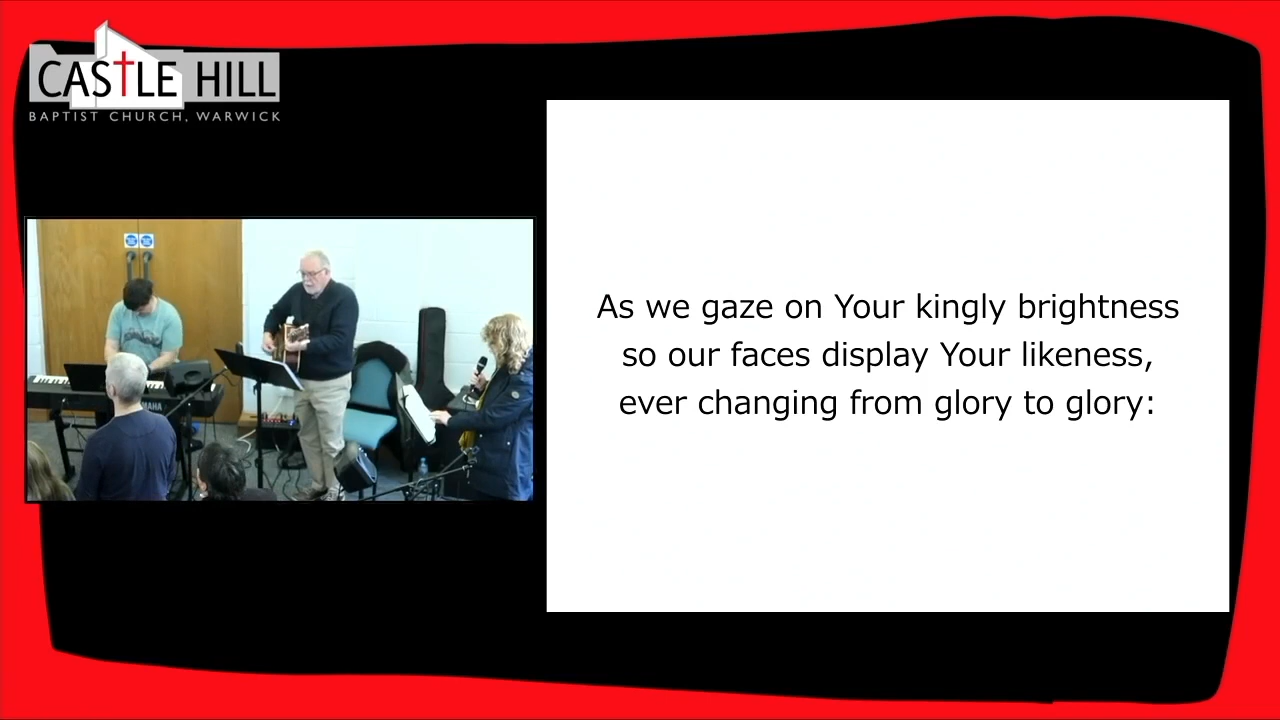 CASTLE HILL
BAPTIST CHURCH, WARWICK
As we gaze on Your kingly brightness
so our faces display Your likeness,
ever changing from glory to glory:
YAMAHA